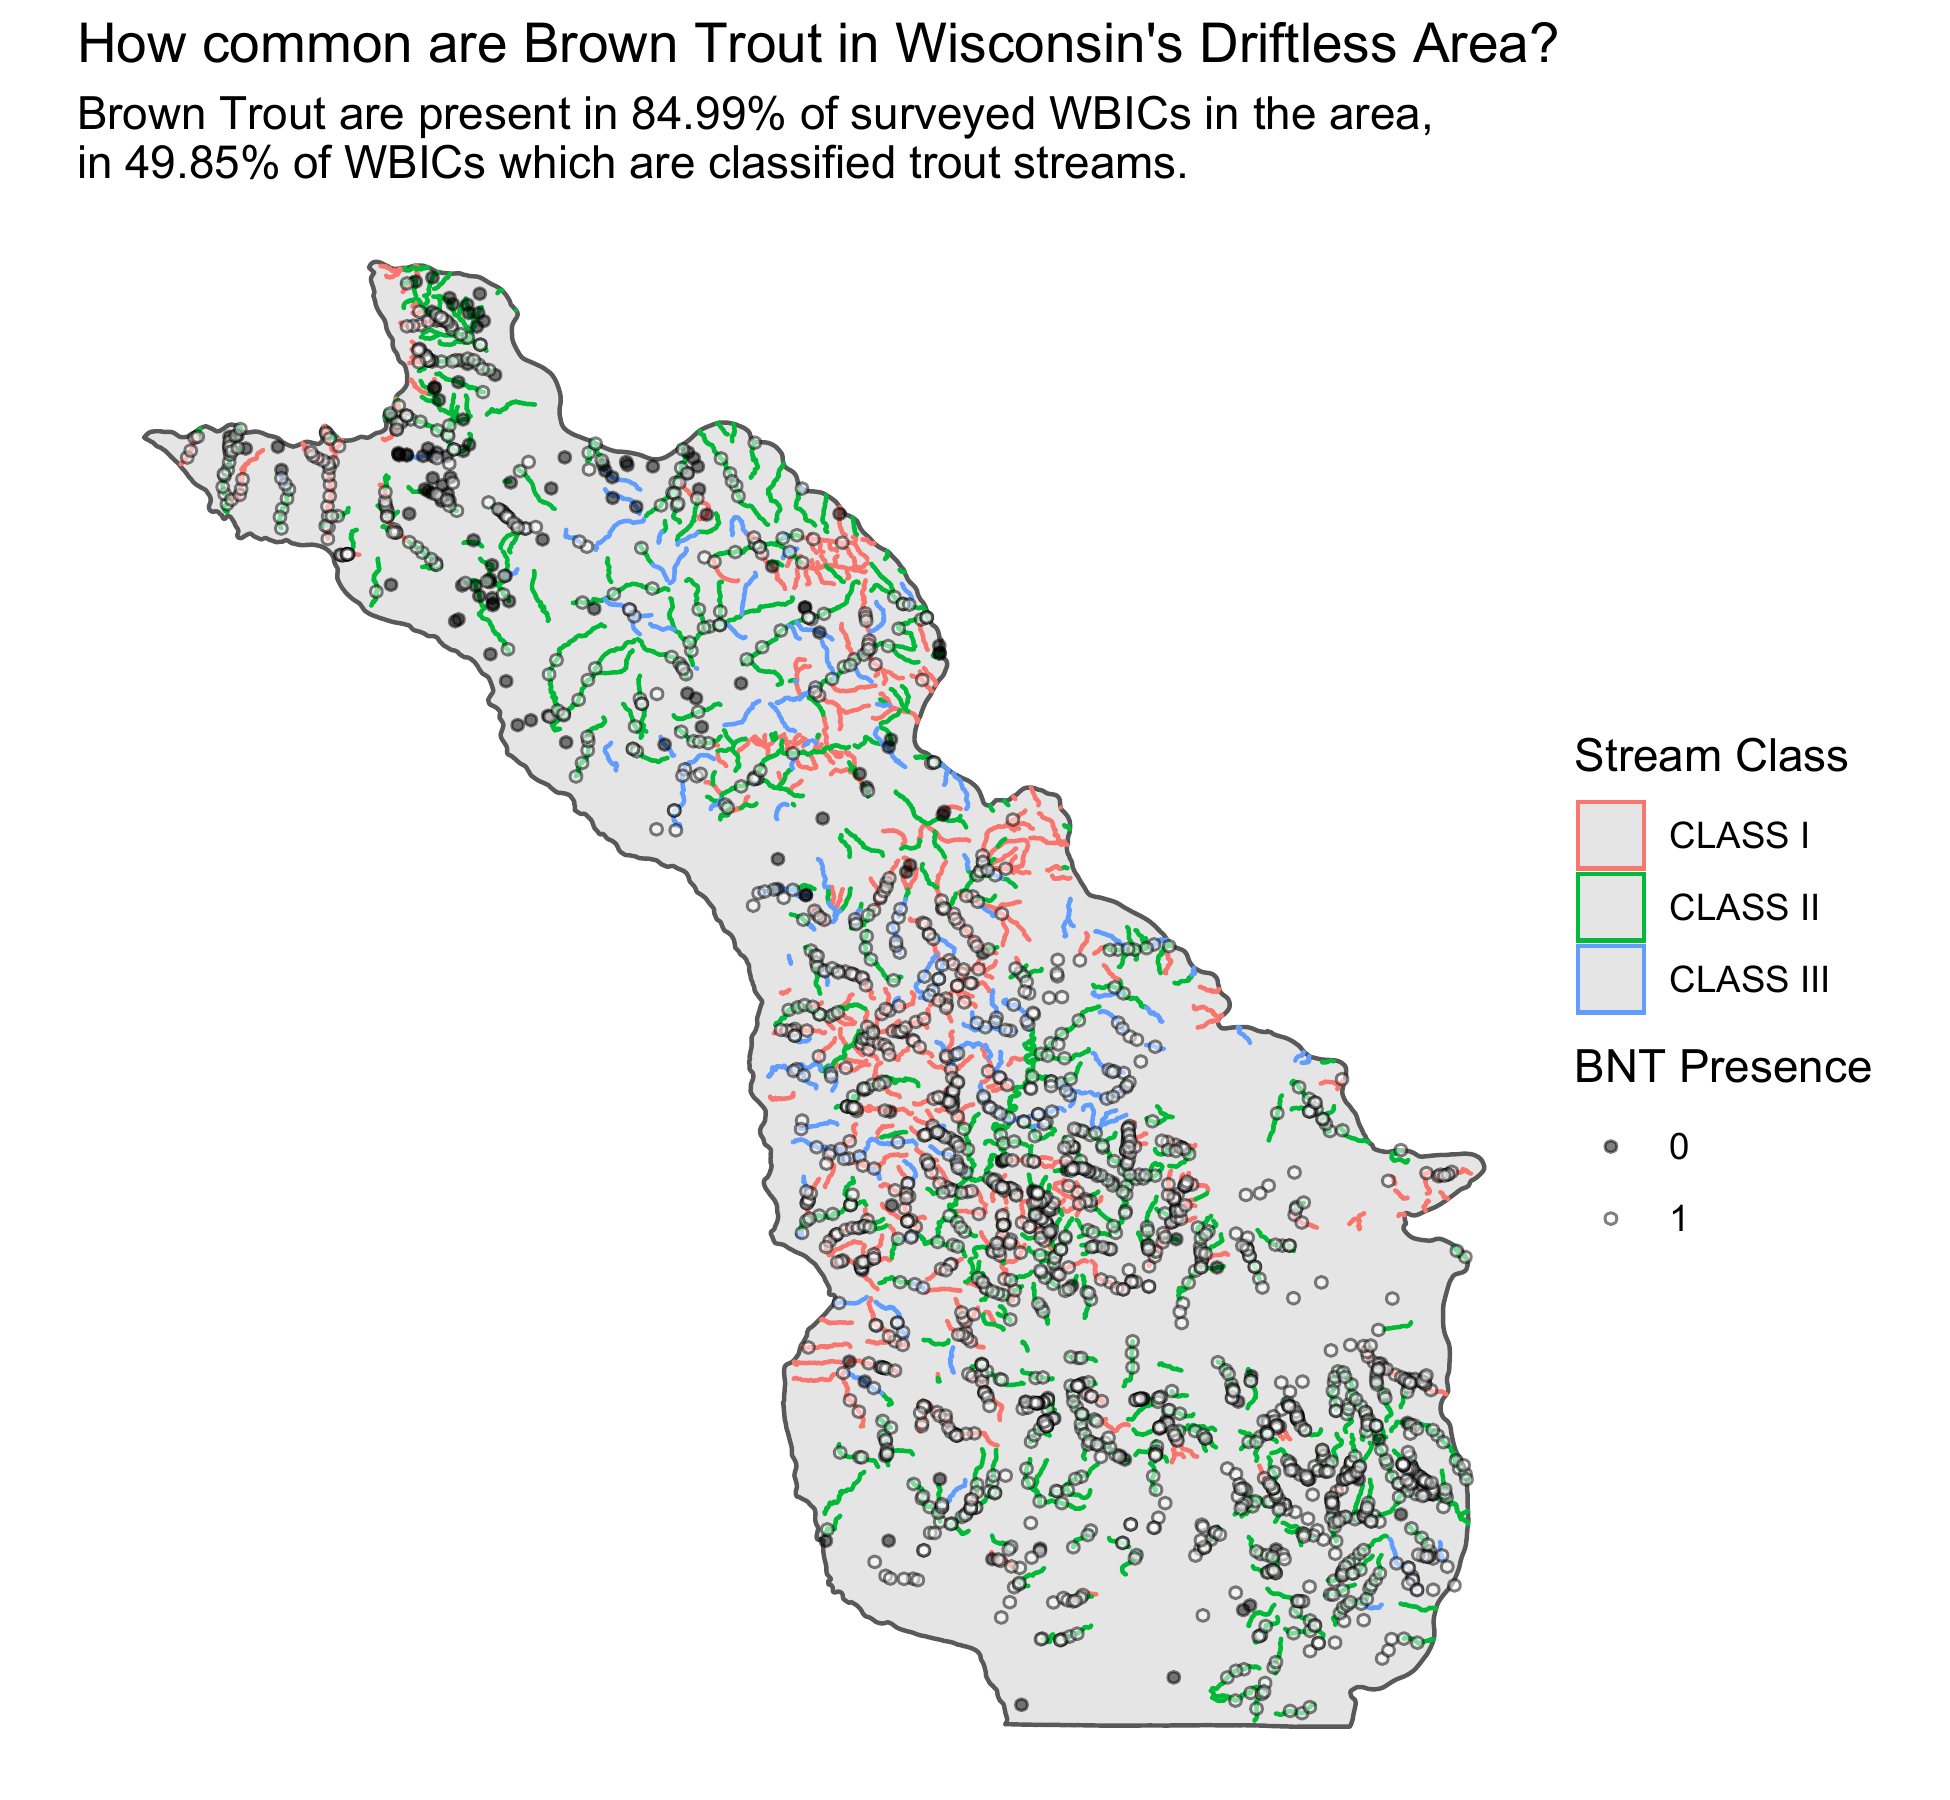 How common are Brown Trout in Wisconsin's Driftless Area?
Brown Trout are present in 84.99% of surveyed WBICs in the area,
in 49.85% of WBICs which are classified trout streams.
Stream Class
CLASS I
CLASS II
CLASS III
BNT Presence
0
1